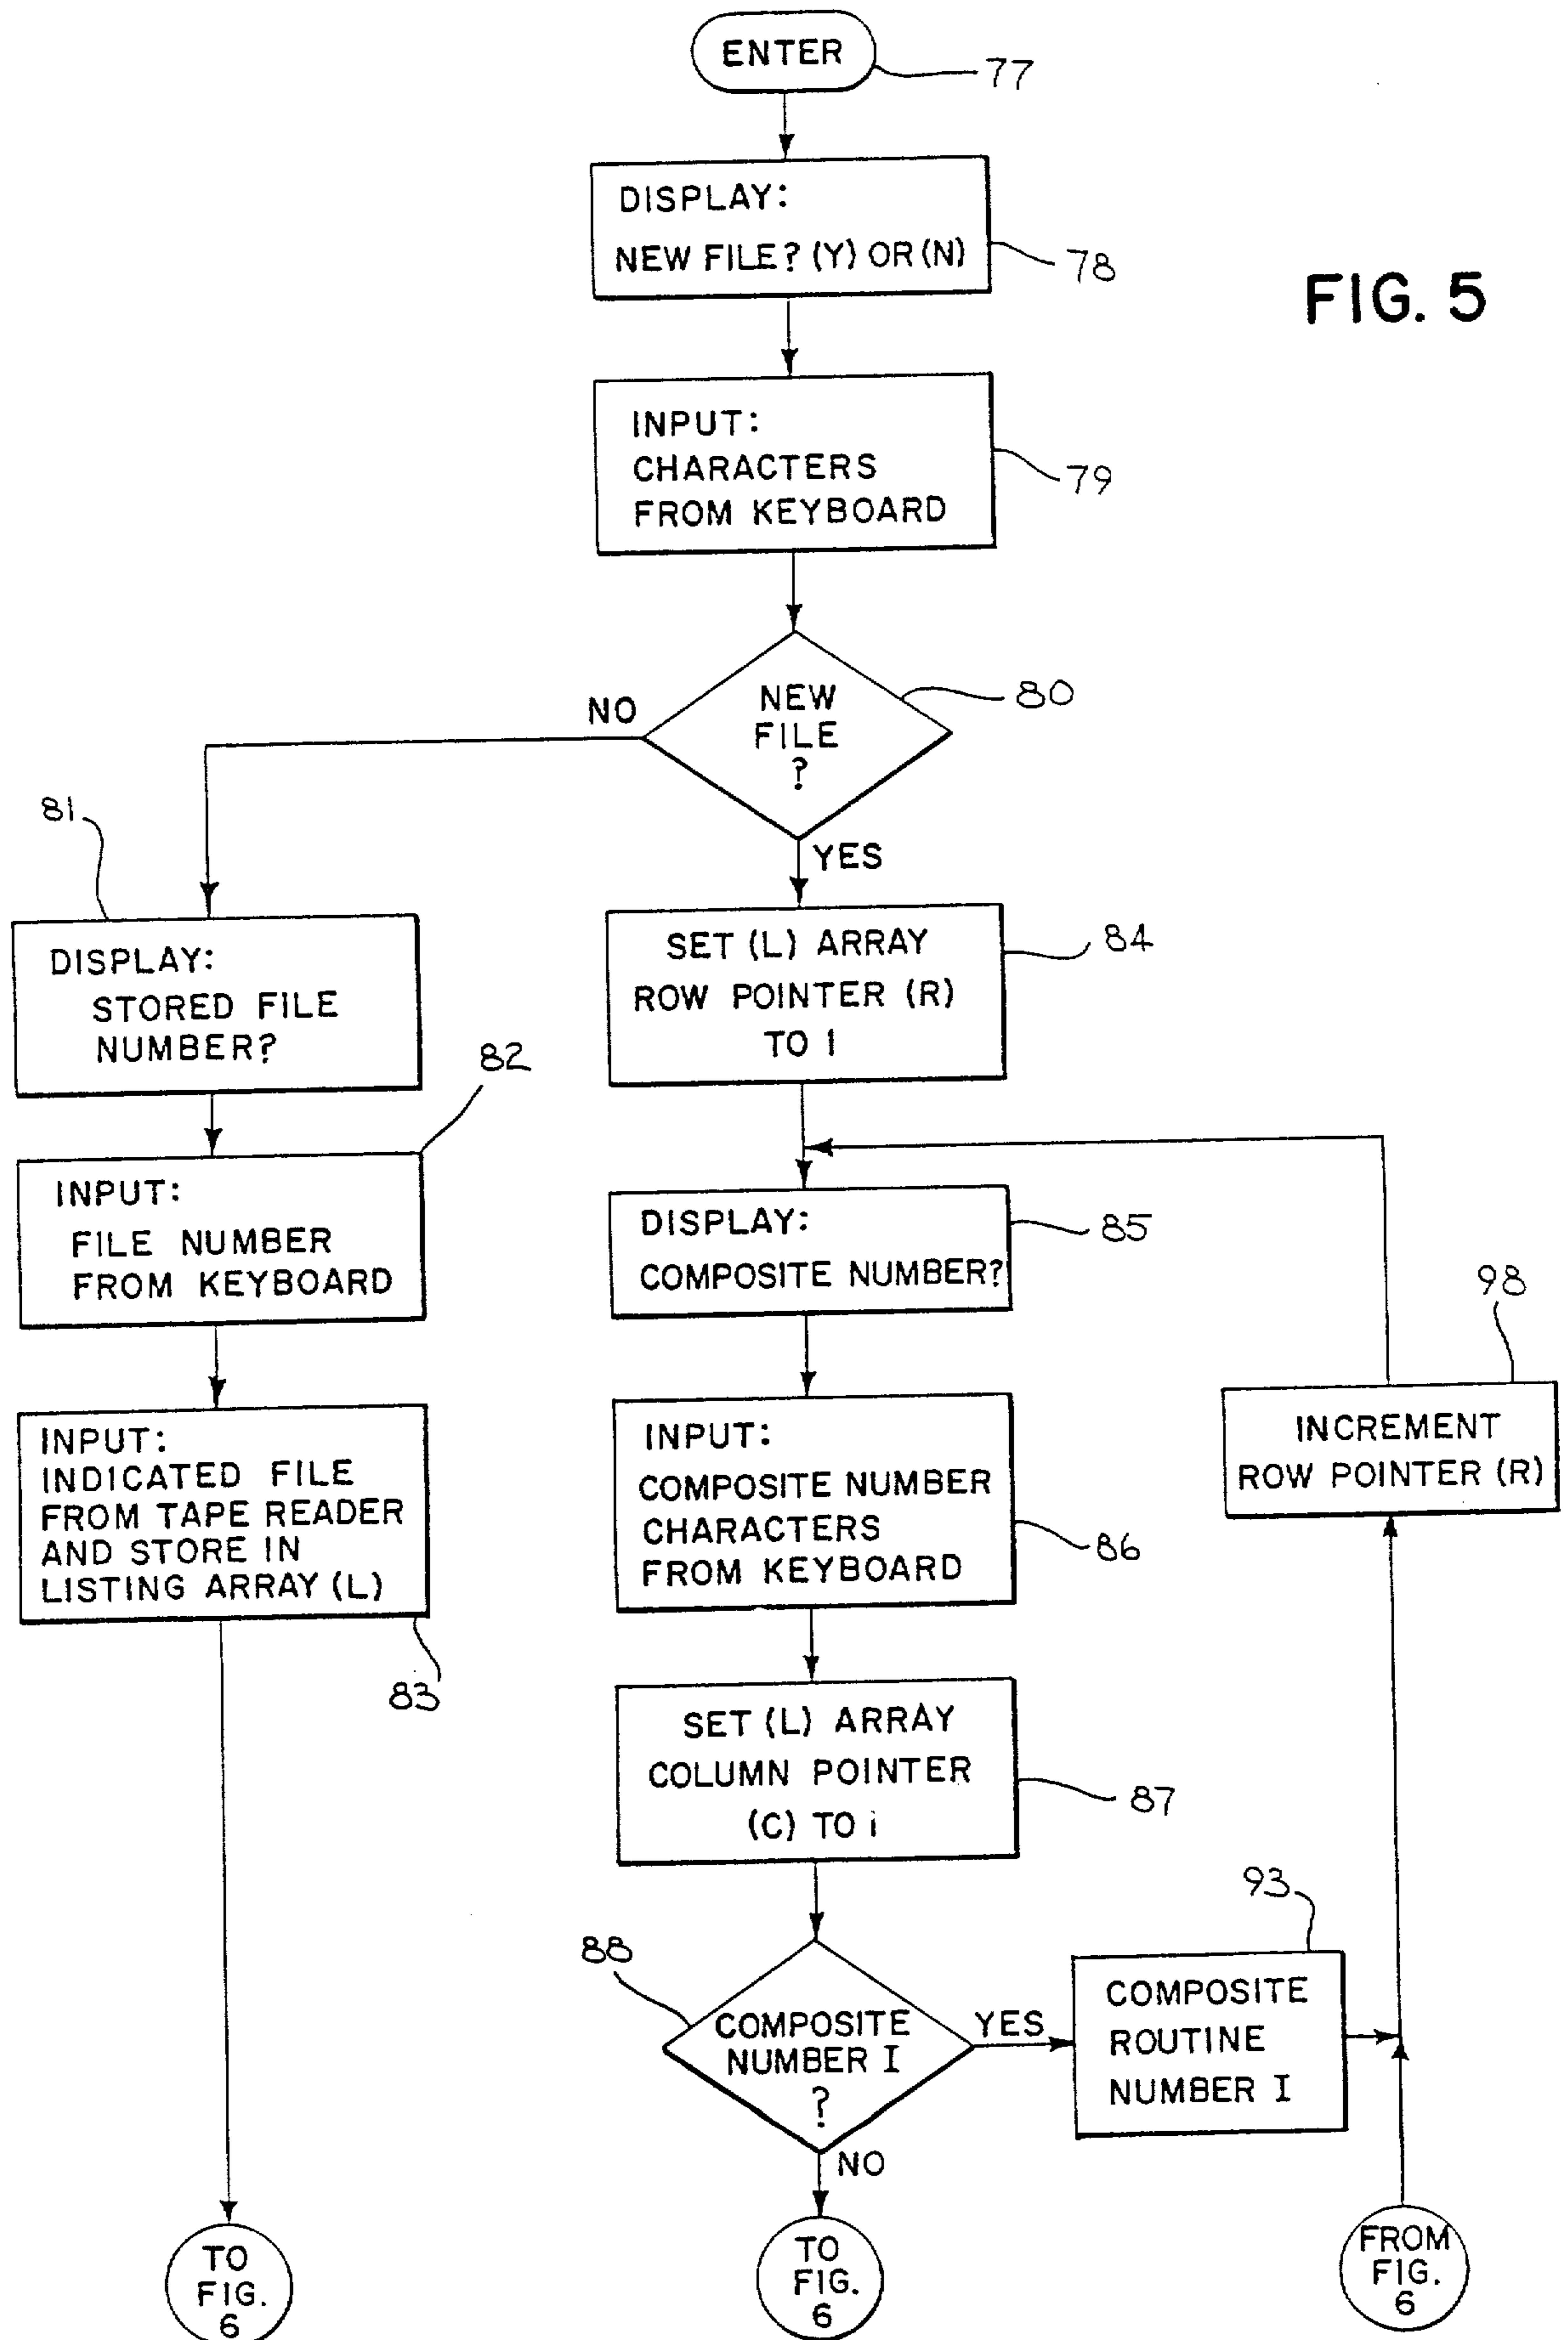 ENTER
77
DISPLAY:
NEW FILE? (Y) OR (N)
78
FIG. 5
INPUT:
CHARACTERS
FROM KEYBOARD
79
NEW
FILE
?
80
NO
YES
81
DISPLAY:
STORED FILE
NUMBER?
SET (L) ARRAY
ROW POINTER (R)
TO 1
84
82
INPUT:
FILE NUMBER
FROM KEYBOARD
DISPLAY:
COMPOSITE NUMBER?
85
98
INCREMENT
ROW POINTER (R)
INPUT:
INDICATED FILE
FROM TAPE READER
AND STORE IN
LISTING ARRAY (L)
83
INPUT:
COMPOSITE NUMBER
CHARACTERS
FROM KEYBOARD
86
SET (L) ARRAY
COLUMN POINTER
(C) TO i
87
88
COMPOSITE
NUMBER I
?
YES
93
COMPOSITE
ROUTINE
NUMBER I
NO
TO
FIG.
6
TO
FIG.
6
FROM
FIG.
6